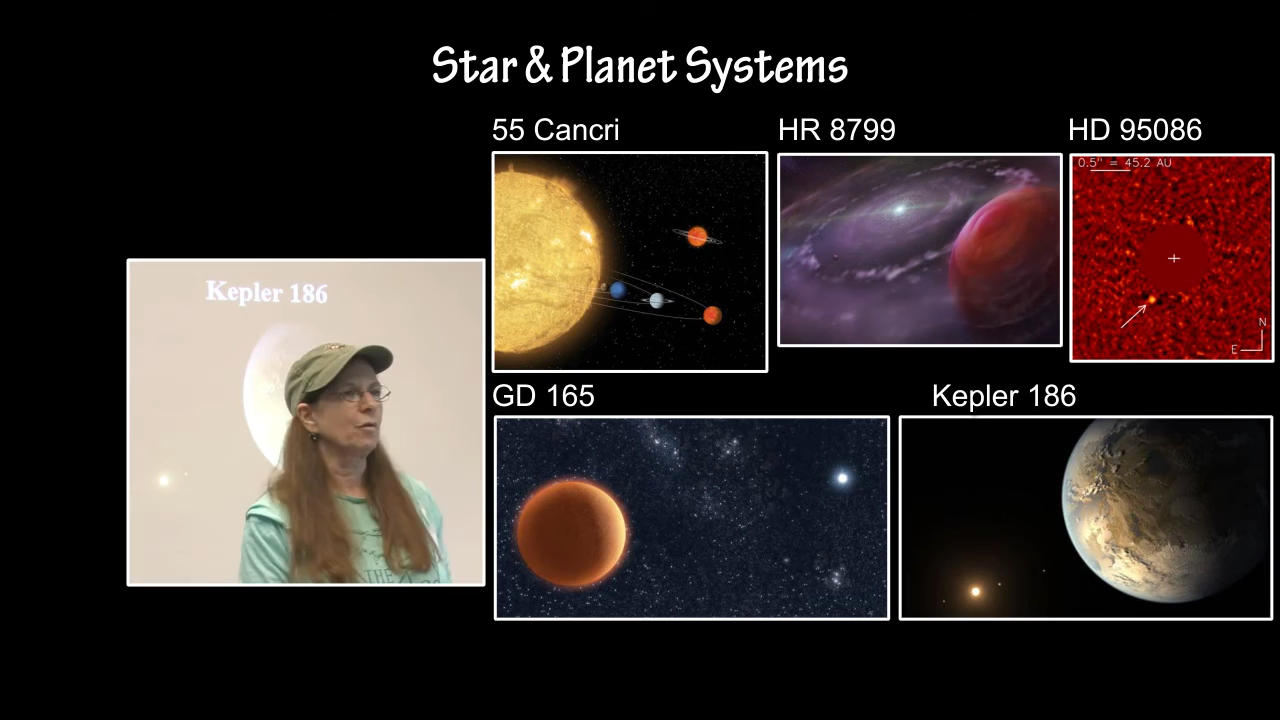 Star & Planet Systems
55 Cancri
HR 8799
HD 95086
0.5" = 45.2 AU
N
E
Kepler 186
GD 165
Kepler 186
THE